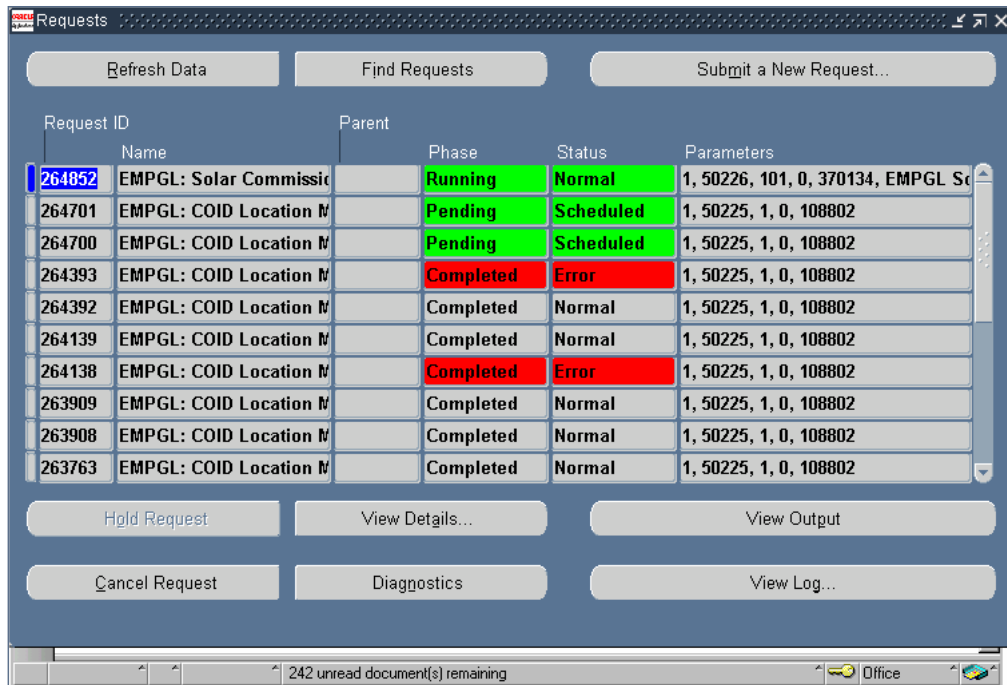 ORACLE
Requests
Refresh Data Find Requests Submit a New Request...
Request ID Parent
Name Phase Status Parameters
264852 EMPGL: Solar Commissio Running Normal 1, 50226, 101, 0, 370134, EMPGL So
264701 EMPGL: COID Location M Pending Scheduled 1, 50225, 1, 0, 108802
264700 EMPGL: COID Location M Pending Scheduled 1, 50225, 1, 0, 108802
264393 EMPGL: COID Location M Completed Error 1, 50225, 1, 0, 108802
264392 EMPGL: COID Location M Completed Normal 1, 50225, 1, 0, 108802
264139 EMPGL: COID Location M Completed Normal 1, 50225, 1, 0, 108802
264138 EMPGL: COID Location M Completed Error 1, 50225, 1, 0, 108802
263909 EMPGL: COID Location M Completed Normal 1, 50225, 1, 0, 108802
263908 EMPGL: COID Location M Completed Normal 1, 50225, 1, 0, 108802
263763 EMPGL: COID Location M Completed Normal 1, 50225, 1, 0, 108802
Hold Request View Details... View Output
Cancel Request Diagnostics View Log...
242 unread document(s) remaining Office